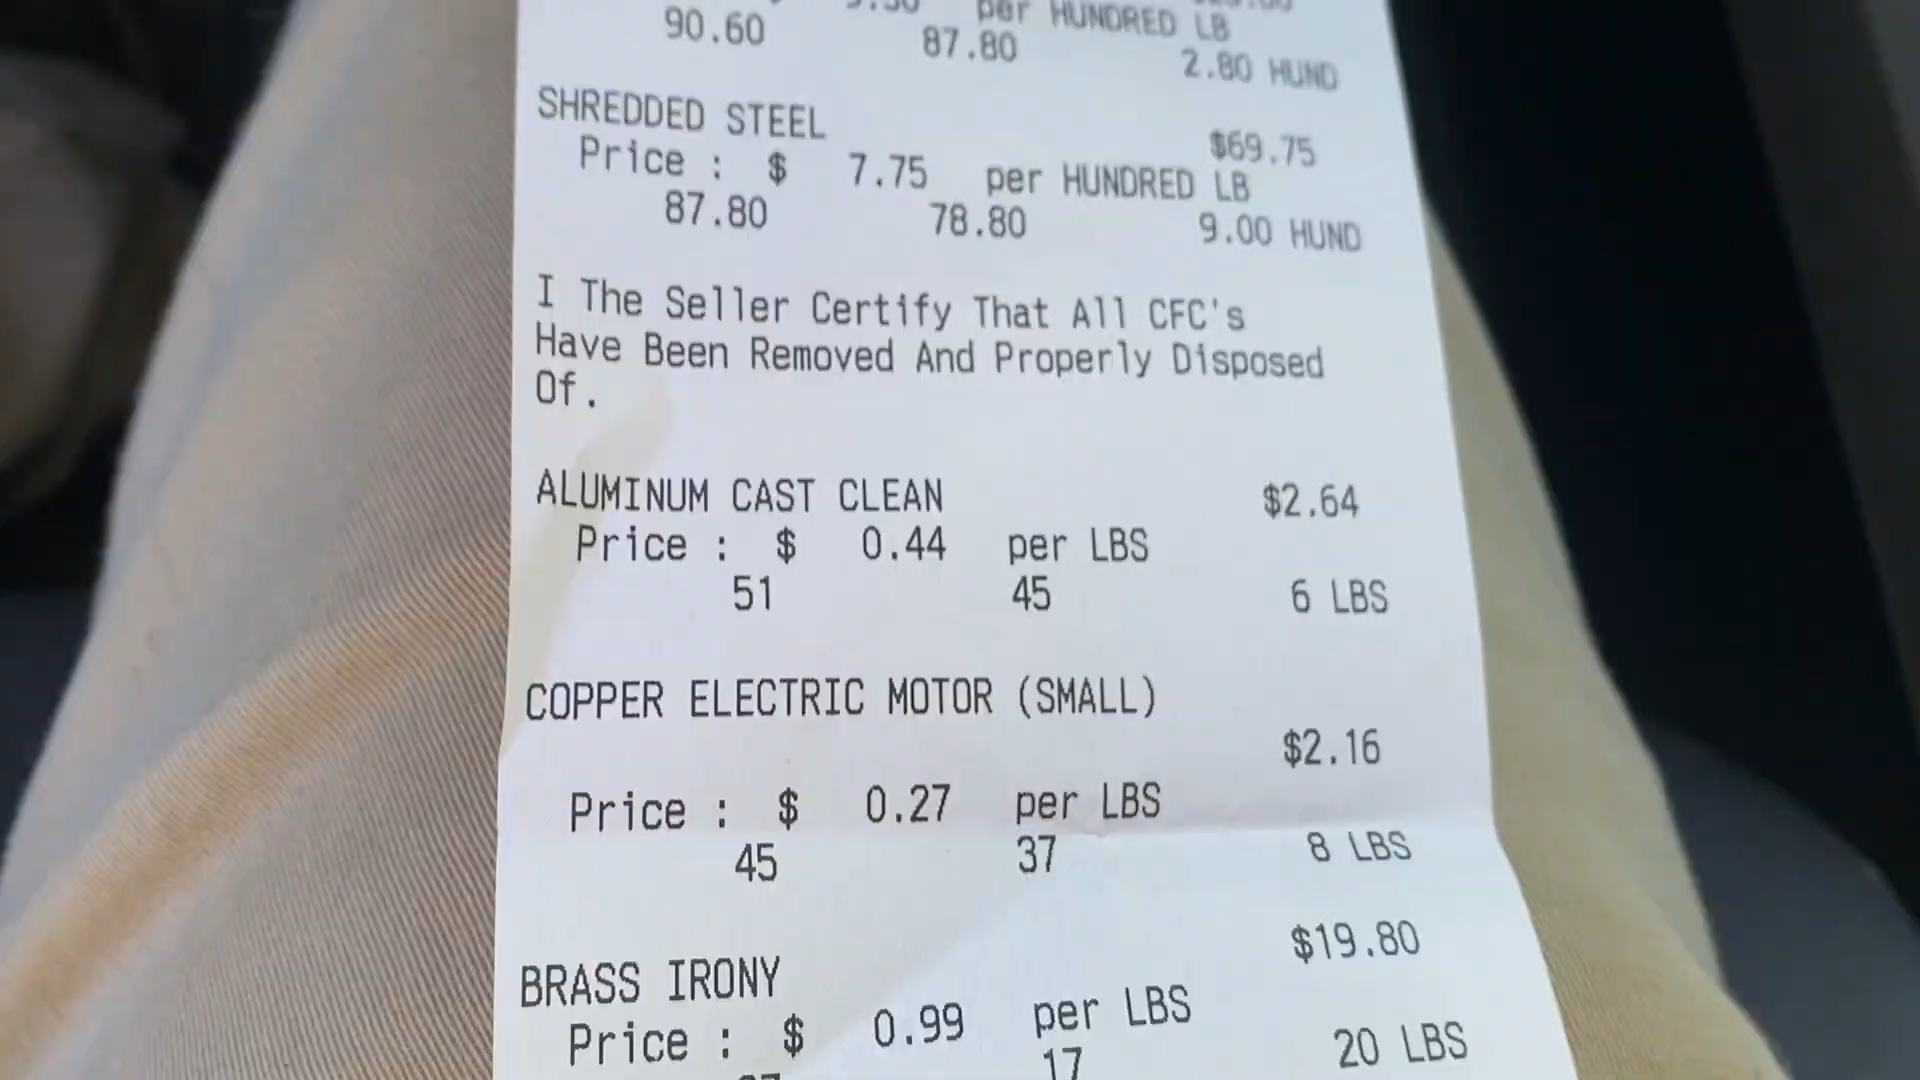 per HUNDRED LB
90.60 87.80 2.80 HUND
SHREDDED STEEL $69.75
Price : $ 7.75 per HUNDRED LB
87.80 78.80 9.00 HUND
I The Seller Certify That All CFC's
Have Been Removed And Properly Disposed
Of.
ALUMINUM CAST CLEAN $2.64
Price : $ 0.44 per LBS
51 45 6 LBS
COPPER ELECTRIC MOTOR (SMALL)
$2.16
Price : $ 0.27 per LBS
45 37 8 LBS
BRASS IRONY $19.80
Price : $ 0.99 per LBS
17 20 LBS